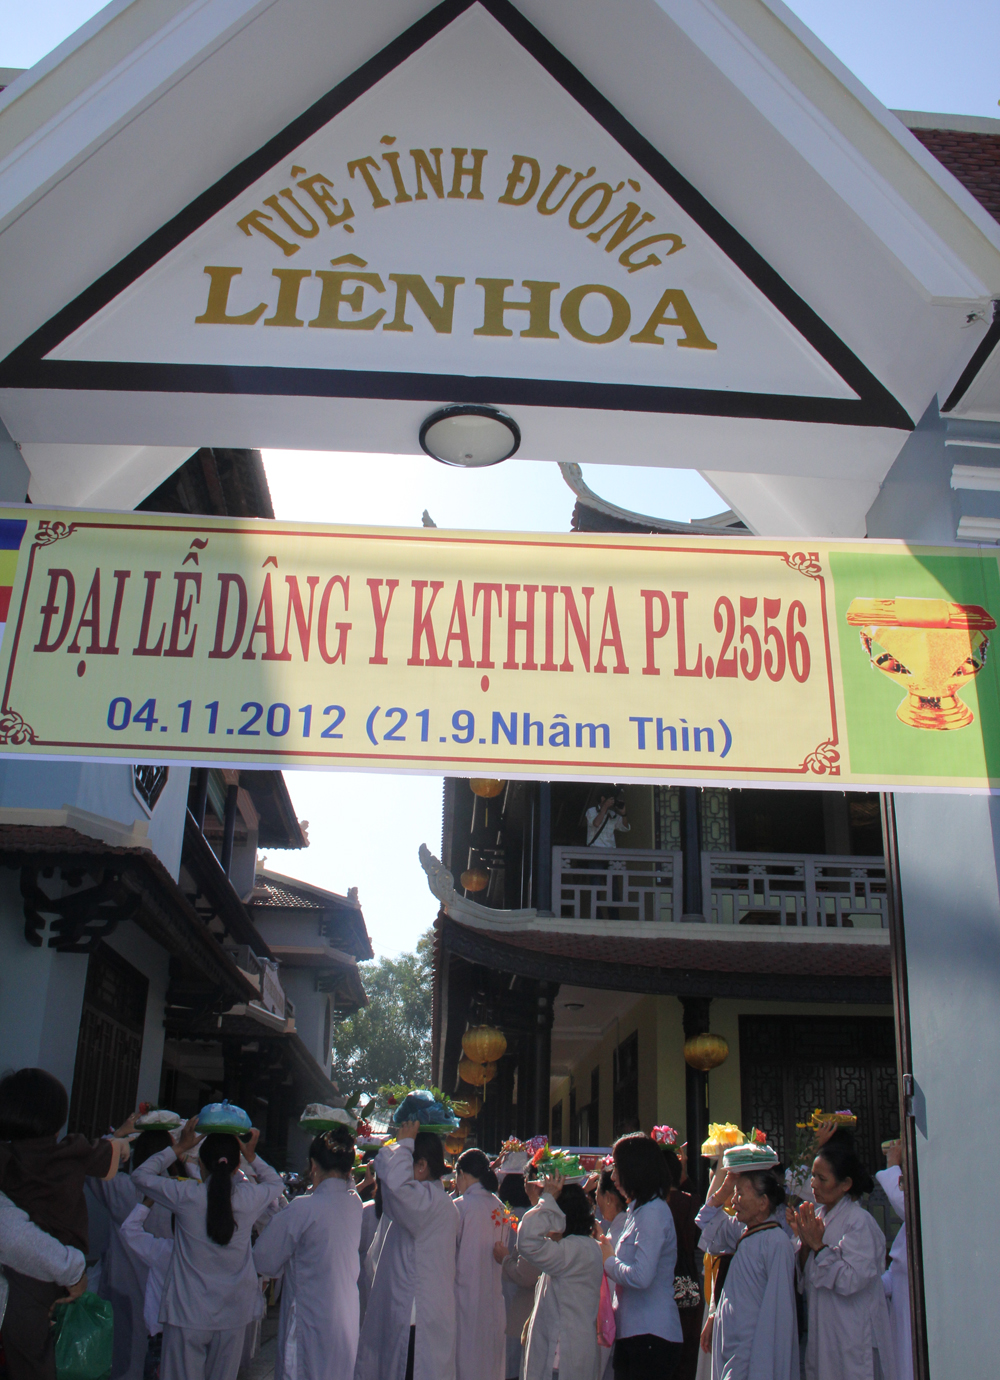 TUỆ TĨNH ĐƯỜNG
LIÊN HOA
ĐẠI LỄ DÂNG Y KAṬHINA PL.2556
04.11.2012 (21.9.Nhâm Thìn)